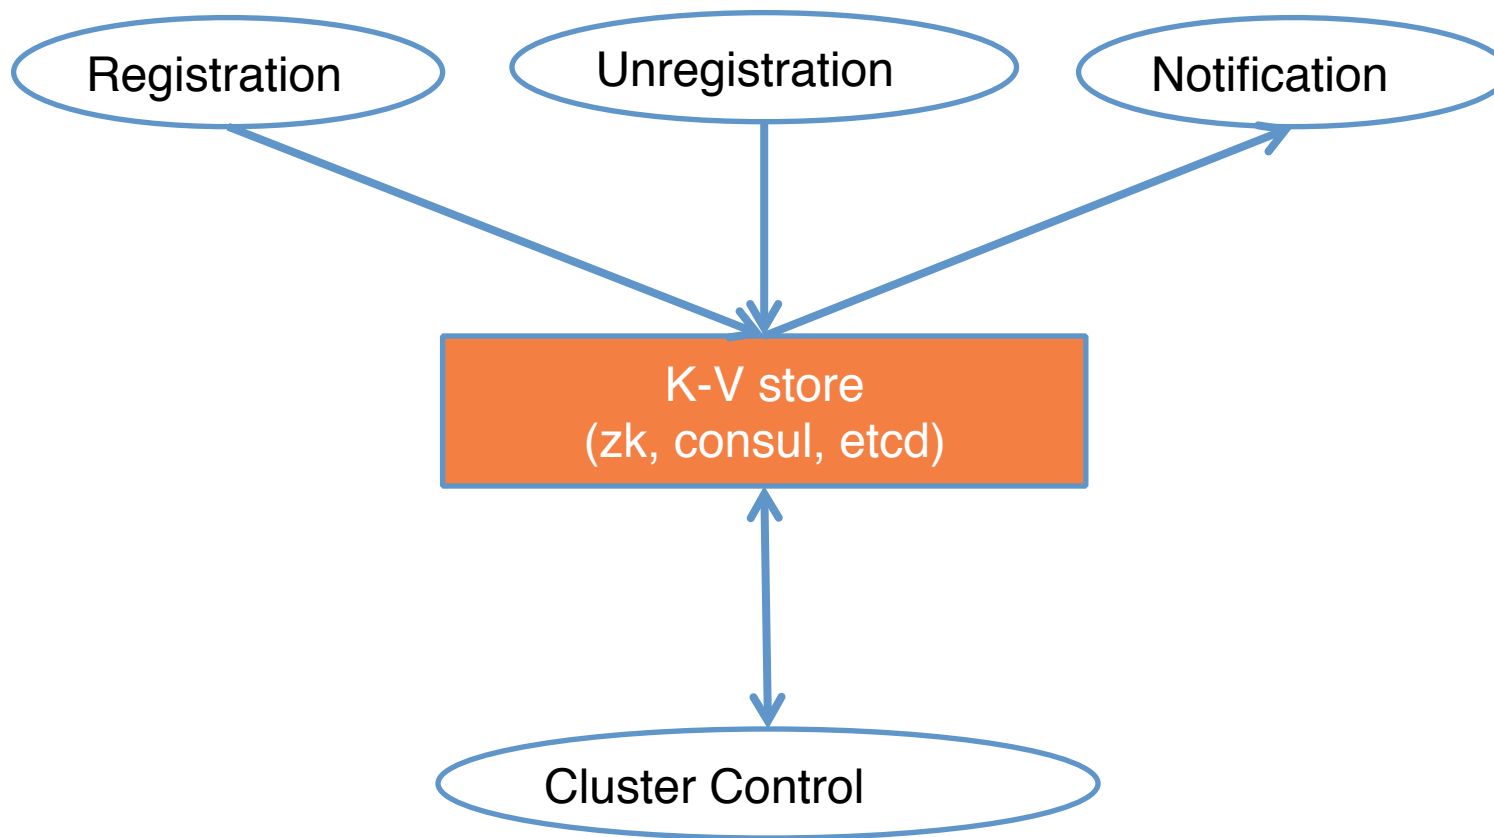 Registration
Unregistration
Notification
K-V store
(zk, consul, etcd)
Cluster Control